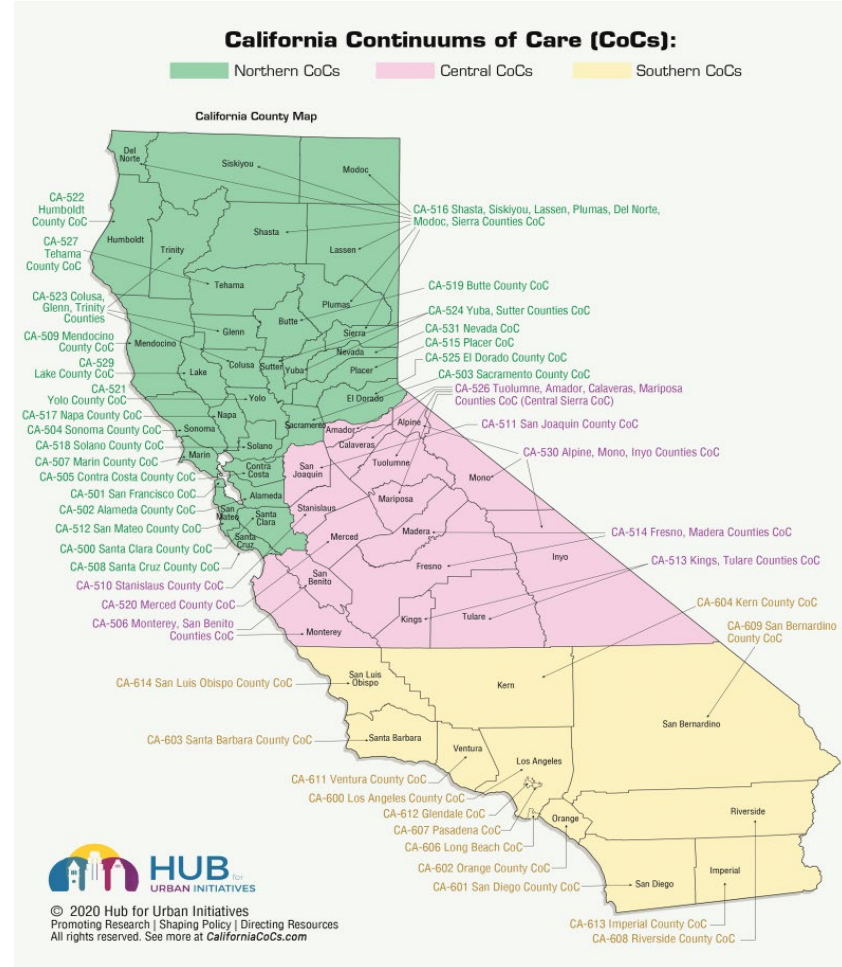 California Continuums of Care (CoCs):
Northern CoCs
Central CoCs
Southern CoCs
California County Map
Del
Norte
Siskiyou
Modoc
Humboldt
Trinity
Shasta
Lassen
Tehama
Plumas
Butte
Glenn
Sierra
Mendocino
Colusa
Sutter
Yuba
Nevada
Lake
Placer
El Dorado
Yolo
Napa
Sonoma
Sacramento
Solano
Marin
Contra
Costa
Alameda
San
Mateo
Santa
Clara
Santa
Cruz
Amador
Alpine
Calaveras
Tuolumne
San
Joaquin
Mono
Mariposa
Stanislaus
Merced
Madera
Fresno
Inyo
San
Benito
Monterey
Kings
Tulare
San Luis
Obispo
Kern
San Bernardino
Santa Barbara
Ventura
Los Angeles
Orange
Riverside
San Diego
Imperial
CA-522
Humboldt
County CoC
CA-527
Tehama
County CoC
CA-523 Colusa,
Glenn, Trinity
Counties
CA-509 Mendocino
County CoC
CA-529
Lake County CoC
CA-521
Yolo County CoC
CA-517 Napa County CoC
CA-504 Sonoma County CoC
CA-518 Solano County CoC
CA-507 Marin County CoC
CA-505 Contra Costa County CoC
CA-501 San Francisco CoC
CA-502 Alameda County CoC
CA-512 San Mateo County CoC
CA-500 Santa Clara County CoC
CA-508 Santa Cruz County CoC
CA-510 Stanislaus County CoC
CA-520 Merced County CoC
CA-506 Monterey, San Benito
Counties CoC
CA-516 Shasta, Siskiyou, Lassen, Plumas, Del Norte,
Modoc, Sierra Counties CoC
CA-519 Butte County CoC
CA-524 Yuba, Sutter Counties CoC
CA-531 Nevada CoC
CA-515 Placer CoC
CA-525 El Dorado County CoC
CA-503 Sacramento County CoC
CA-526 Tuolumne, Amador, Calaveras, Mariposa
Counties CoC (Central Sierra CoC)
CA-511 San Joaquin County CoC
CA-530 Alpine, Mono, Inyo Counties CoC
CA-514 Fresno, Madera Counties CoC
CA-513 Kings, Tulare Counties CoC
CA-604 Kern County CoC
CA-609 San Bernardino
County CoC
CA-614 San Luis Obispo County CoC
CA-603 Santa Barbara County CoC
CA-611 Ventura County CoC
CA-600 Los Angeles County CoC
CA-612 Glendale CoC
CA-607 Pasadena CoC
CA-606 Long Beach CoC
CA-602 Orange County CoC
CA-601 San Diego County CoC
CA-613 Imperial County CoC
CA-608 Riverside County CoC
HUB for
URBAN INITIATIVES
© 2020 Hub for Urban Initiatives
Promoting Research | Shaping Policy | Directing Resources
All rights reserved. See more at CaliforniaCoCs.com